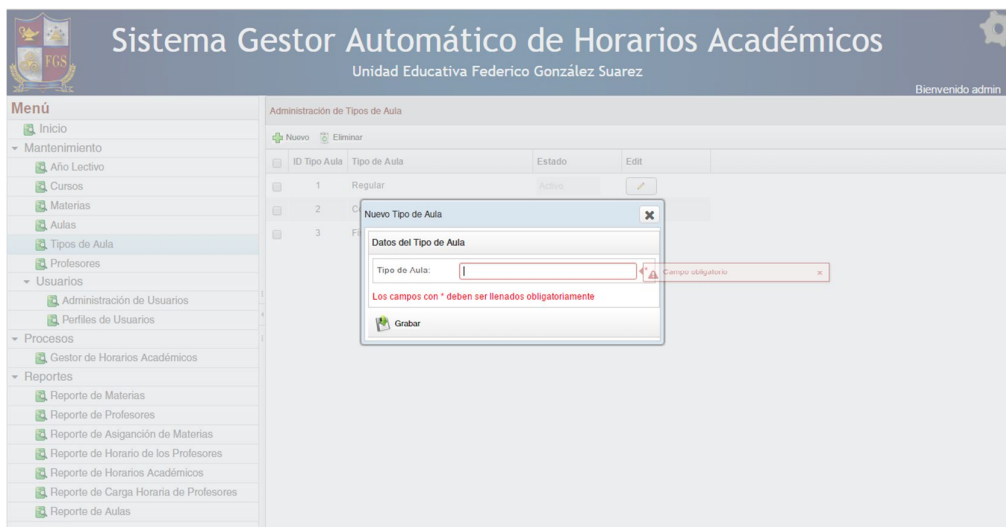 FGS
Sistema Gestor Automático de Horarios Académicos
Unidad Educativa Federico González Suarez
Bienvenido admin
Menú
Inicio
Mantenimiento
Año Lectivo
Cursos
Materias
Aulas
Tipos de Aula
Profesores
Usuarios
Administración de Usuarios
Perfiles de Usuarios
Procesos
Gestor de Horarios Académicos
Reportes
Reporte de Materias
Reporte de Profesores
Reporte de Asiganción de Materias
Reporte de Horario de los Profesores
Reporte de Horarios Académicos
Reporte de Carga Horaria de Profesores
Reporte de Aulas
Administración de Tipos de Aula
Nuevo Eliminar
ID Tipo Aula Tipo de Aula Estado Edit
1 Regular Activo
2
3
Nuevo Tipo de Aula
Datos del Tipo de Aula
Tipo de Aula: * Campo obligatorio
Los campos con * deben ser llenados obligatoriamente
Grabar